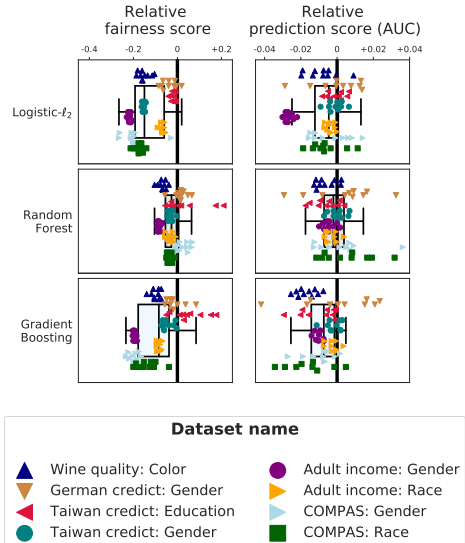 Relative
fairness score
Relative
prediction score (AUC)
-0.4 -0.2 0 +0.2
-0.04 -0.02 0 +0.02 +0.04
Logistic-ℓ₂
Random
Forest
Gradient
Boosting
Dataset name
Wine quality: Color
German credict: Gender
Taiwan credict: Education
Taiwan credict: Gender
Adult income: Gender
Adult income: Race
COMPAS: Gender
COMPAS: Race